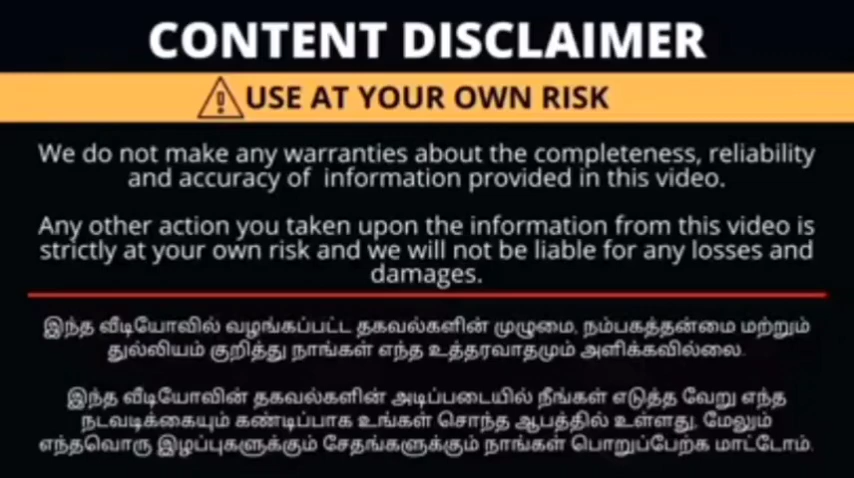 CONTENT DISCLAIMER
USE AT YOUR OWN RISK
We do not make any warranties about the completeness, reliability
and accuracy of information provided in this video.
Any other action you taken upon the information from this video is
strictly at your own risk and we will not be liable for any losses and
damages.
இந்த வீடியோவில் வழங்கப்பட்ட தகவல்களின் முழுமை, நம்பகத்தன்மை மற்றும்
துல்லியம் குறித்து நாங்கள் எந்த உத்தரவாதமும் அளிக்கவில்லை.
இந்த வீடியோவின் தகவல்களின் அடிப்படையில் நீங்கள் எடுத்த வேறு எந்த
நடவடிக்கையும் கண்டிப்பாக உங்கள் சொந்த ஆபத்தில் உள்ளது, மேலும்
எந்தவொரு இழப்புகளுக்கும் சேதங்களுக்கும் நாங்கள் பொறுப்பேற்க மாட்டோம்.